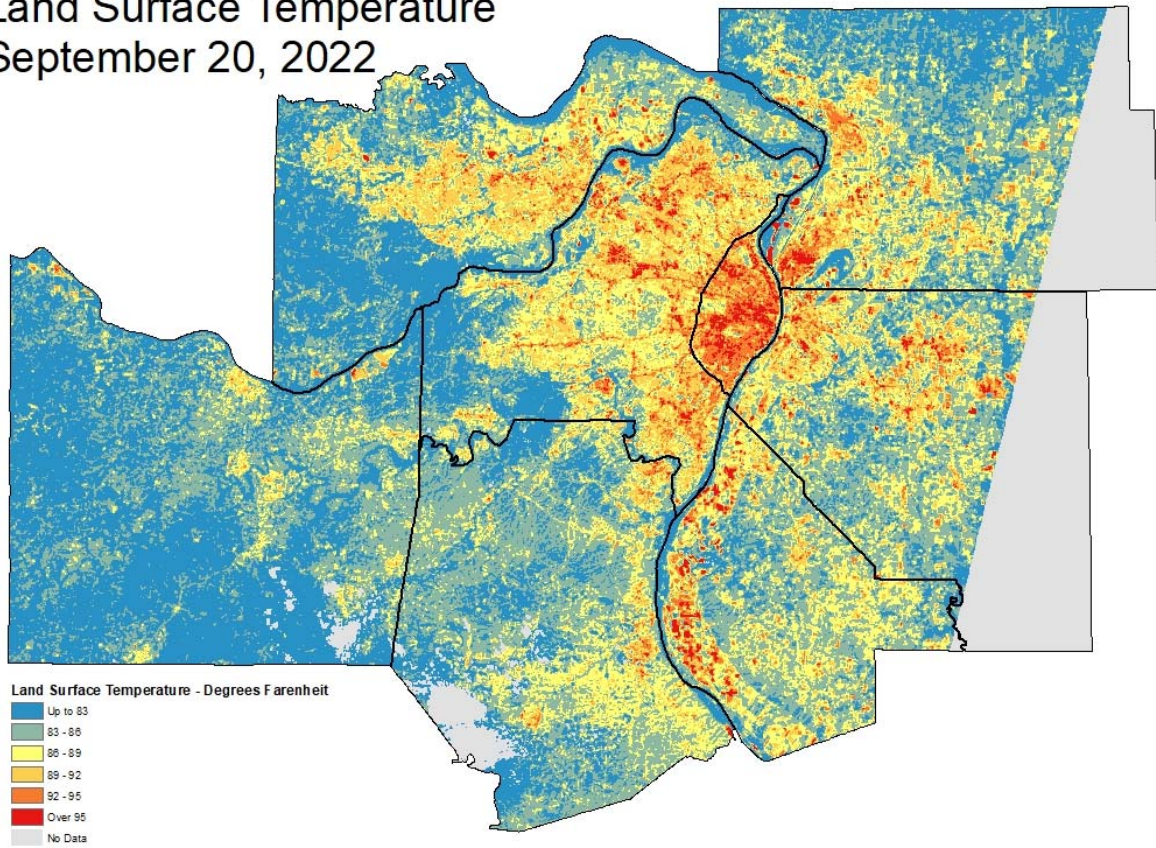 Land Surface Temperature
September 20, 2022
Land Surface Temperature - Degrees Farenheit
Up to 83
83 - 86
86 - 89
89 - 92
92 - 95
Over 95
No Data